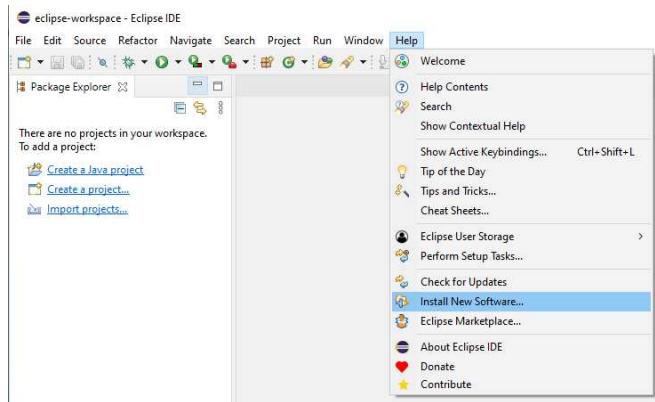 eclipse-workspace - Eclipse IDE
File Edit Source Refactor Navigate Search Project Run Window Help
Package Explorer
There are no projects in your workspace.
To add a project:
Create a Java project
Create a project...
Import projects...
Welcome
Help Contents
Search
Show Contextual Help
Show Active Keybindings... Ctrl+Shift+L
Tip of the Day
Tips and Tricks...
Cheat Sheets...
Eclipse User Storage
Perform Setup Tasks...
Check for Updates
Install New Software...
Eclipse Marketplace...
About Eclipse IDE
Donate
Contribute